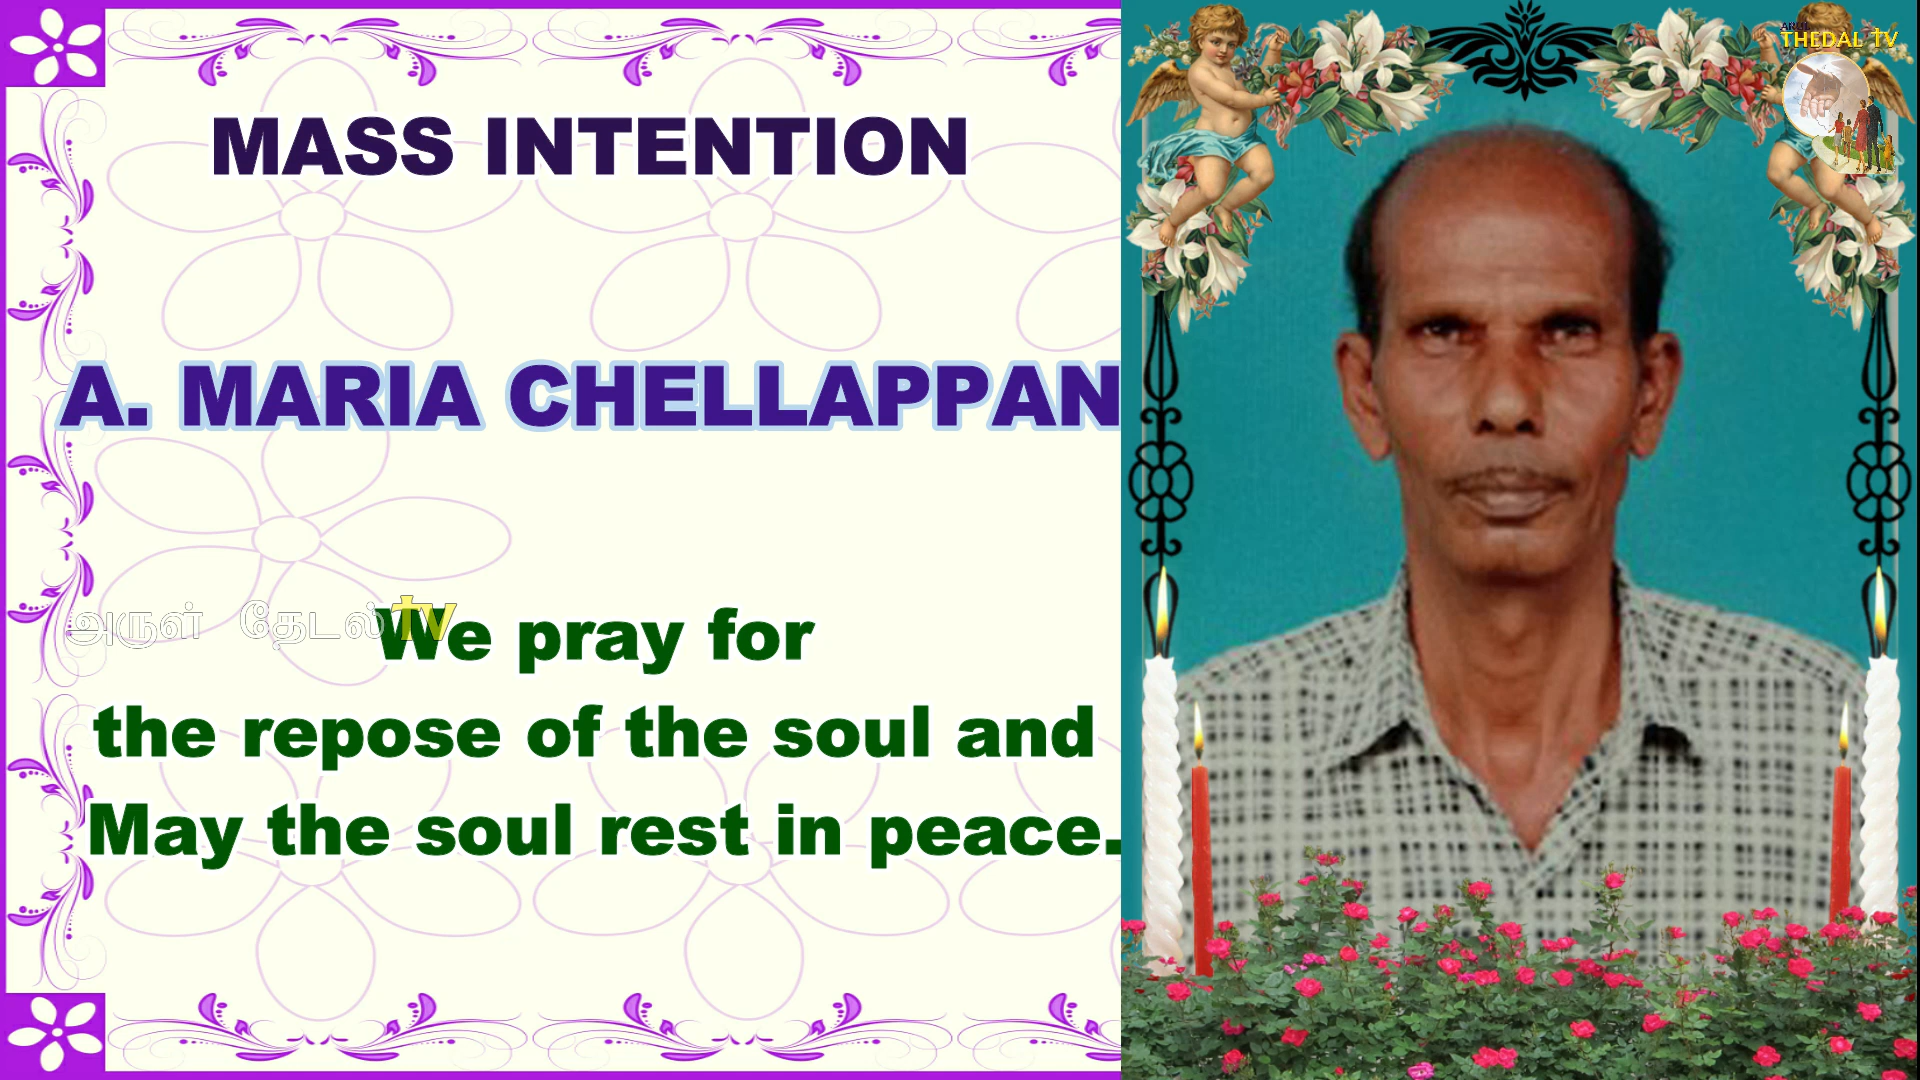 MASS INTENTION
A. MARIA CHELLAPPAN
அருள் தேடல் TV
We pray for
the repose of the soul and
May the soul rest in peace.
ARUL
THEDAL TV